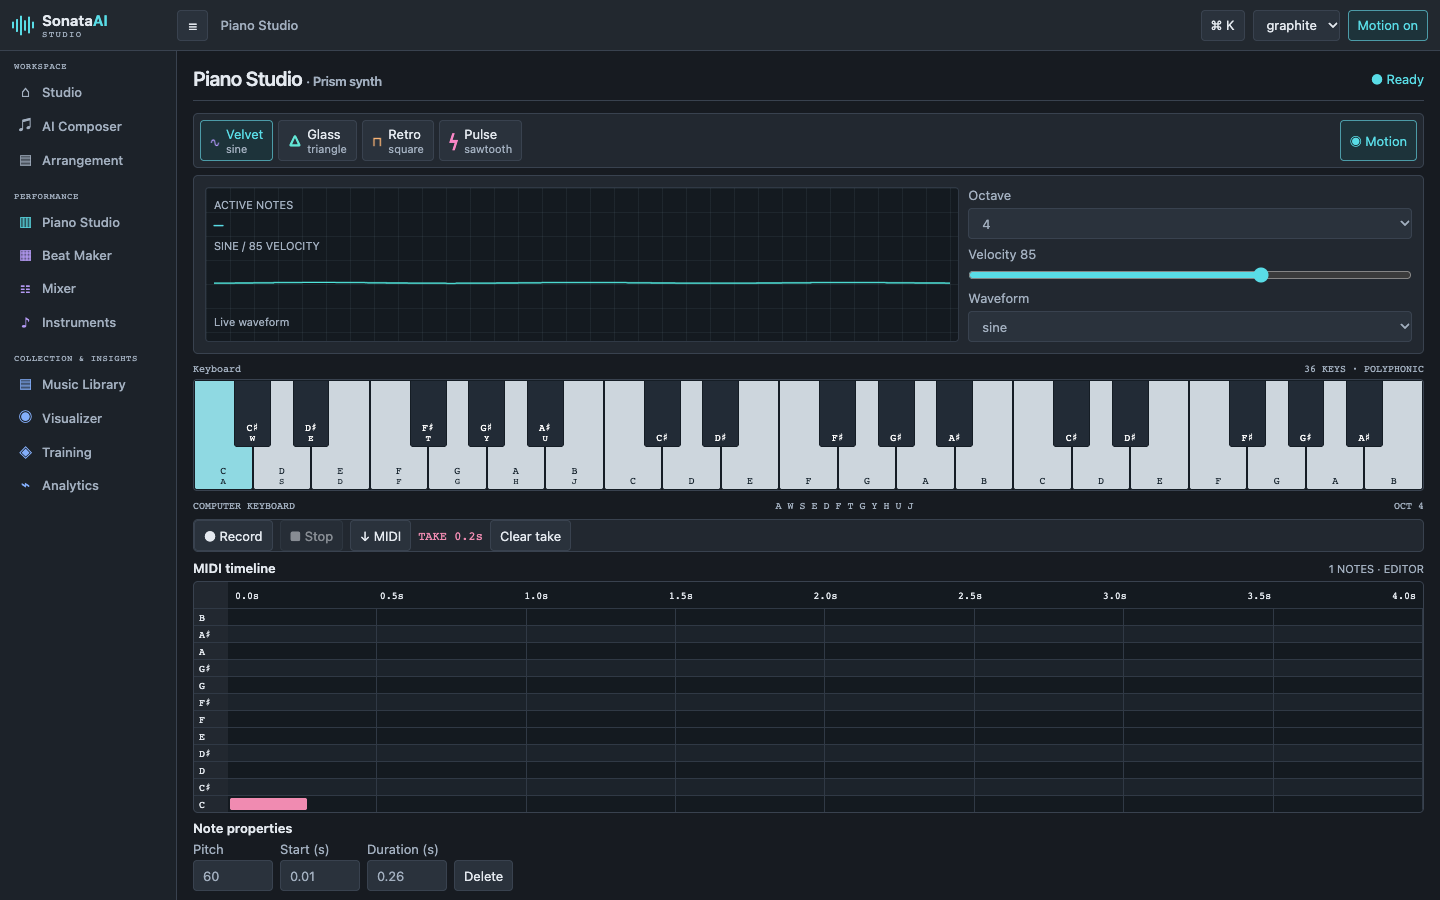 SonataAI
STUDIO
Piano Studio
⌘ K
graphite
Motion on
WORKSPACE
Studio
AI Composer
Arrangement
PERFORMANCE
Piano Studio
Beat Maker
Mixer
Instruments
COLLECTION & INSIGHTS
Music Library
Visualizer
Training
Analytics
Piano Studio · Prism synth
Ready
Velvet
sine
Glass
triangle
Retro
square
Pulse
sawtooth
Motion
ACTIVE NOTES
—
SINE / 85 VELOCITY
Live waveform
Octave
4
Velocity 85
Waveform
sine
Keyboard
36 KEYS • POLYPHONIC
C♯ D♯ F♯ G♯ A♯ C♯ D♯ F♯ G♯ A♯ C♯ D♯ F♯ G♯ A♯
W E T Y U
C D E F G A B C D E F G A B C D E F G A B
A S D F G H J
COMPUTER KEYBOARD
A W S E D F T G Y H U J
OCT 4
Record
Stop
↓ MIDI
TAKE 0.2s
Clear take
MIDI timeline
1 NOTES · EDITOR
0.0s 0.5s 1.0s 1.5s 2.0s 2.5s 3.0s 3.5s 4.0s
B
A♯
A
G♯
G
F♯
F
E
D♯
D
C♯
C
Note properties
Pitch
Start (s)
Duration (s)
60
0.01
0.26
Delete